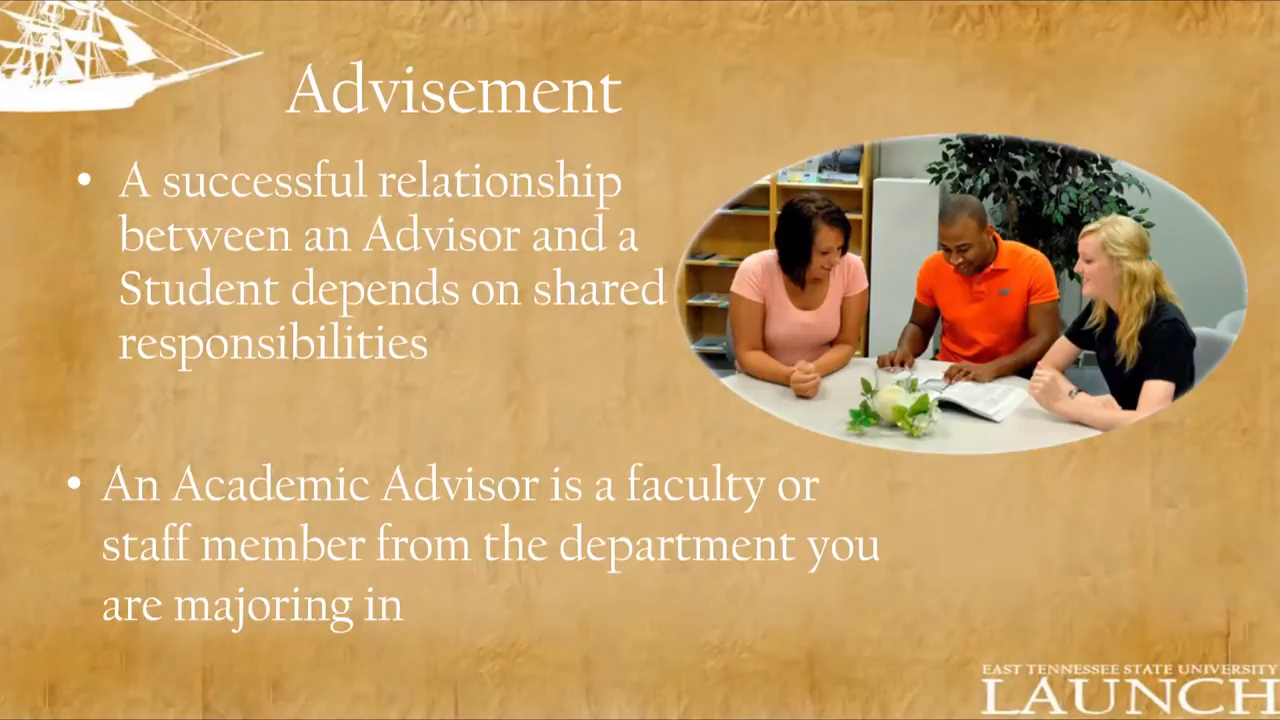 Advisement
• A successful relationship
between an Advisor and a
Student depends on shared
responsibilities
• An Academic Advisor is a faculty or
staff member from the department you
are majoring in
EAST TENNESSEE STATE UNIVERSITY
LAUNCH